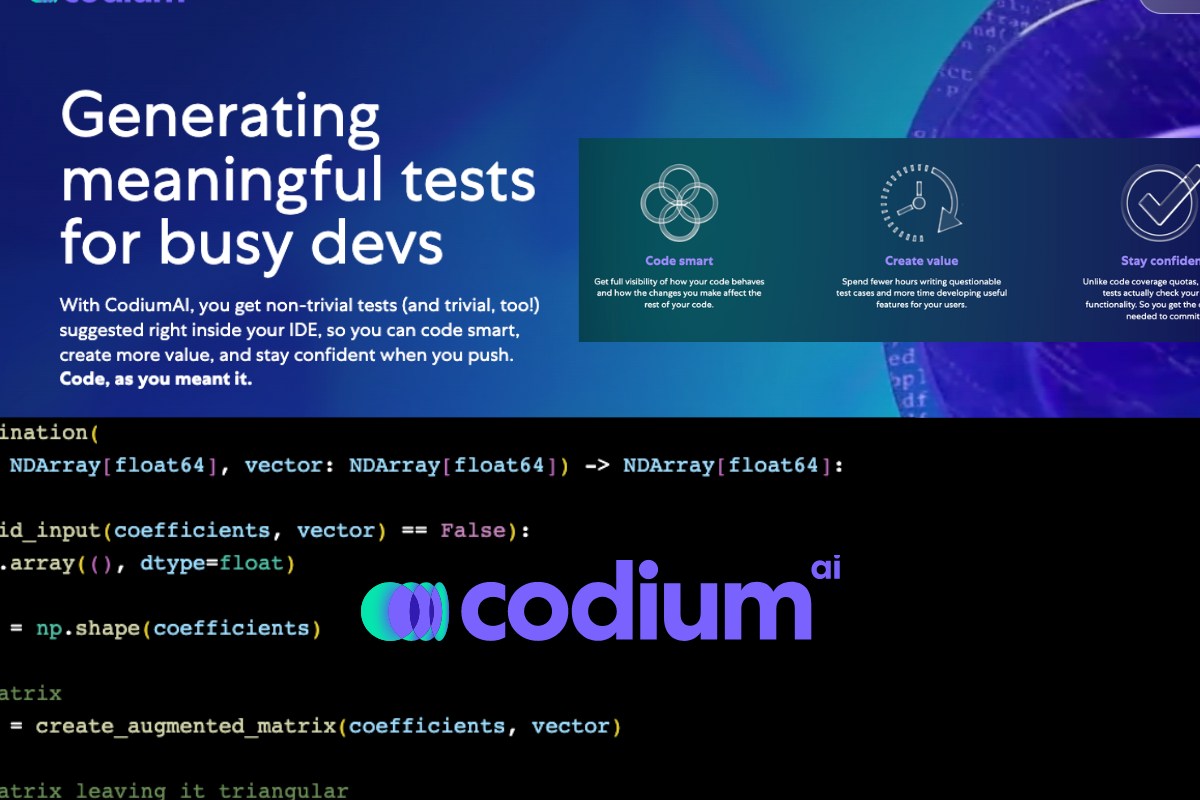 codium
Generating
meaningful tests
for busy devs
With CodiumAI, you get non-trivial tests (and trivial, too!)
suggested right inside your IDE, so you can code smart,
create more value, and stay confident when you push.
Code, as you meant it.
Code smart
Get full visibility of how your code behaves
and how the changes you make affect the
rest of your code.
Create value
Spend fewer hours writing questionable
test cases and more time developing useful
features for your users.
Stay confiden
Unlike code coverage quotas,
tests actually check your
functionality. So you get the
needed to commit
ination(
NDArray[float64], vector: NDArray[float64]) -> NDArray[float64]:
id_input(coefficients, vector) == False):
.array((), dtype=float)
= np.shape(coefficients)
atrix
= create_augmented_matrix(coefficients, vector)
atrix leaving it triangular
codium ai